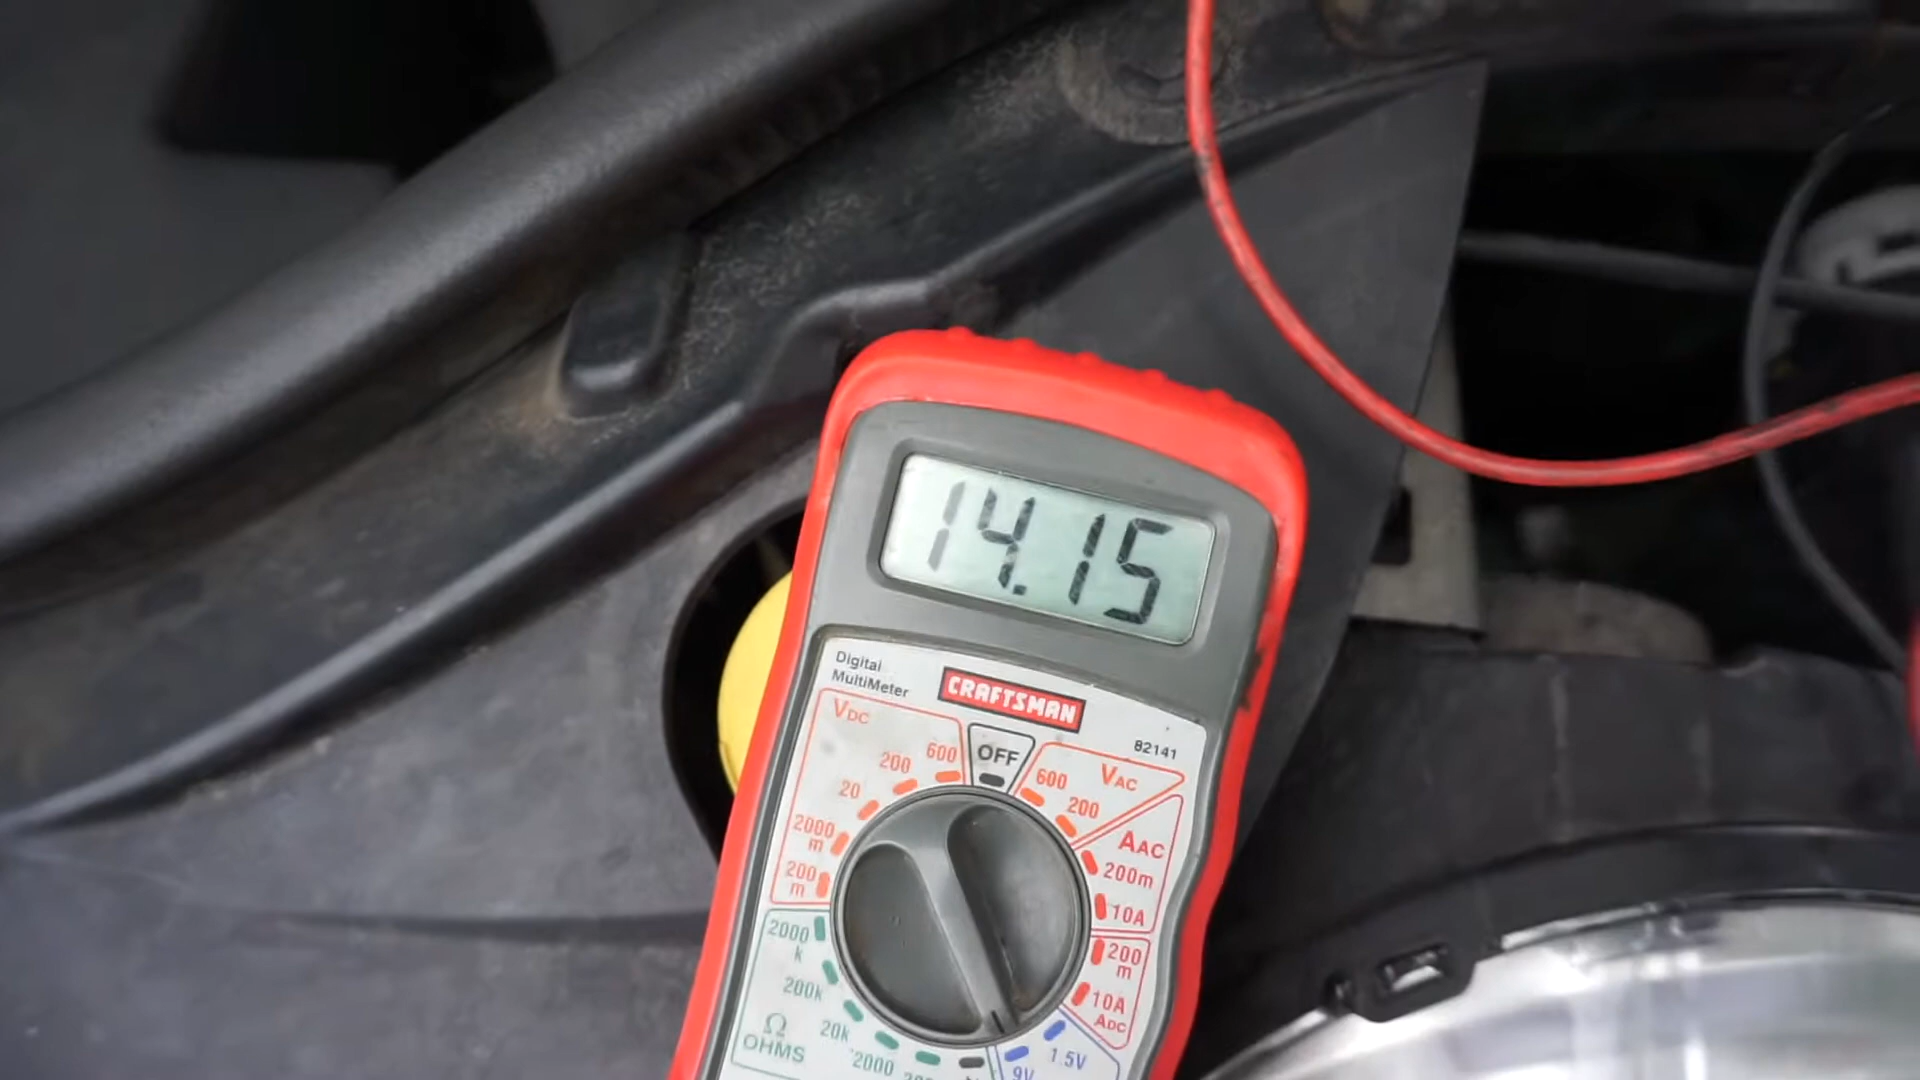 14.15
Digital
MultiMeter
CRAFTSMAN
82141
VDC
OFF
VAC
600
200
20
2000
m
200
m
600
200
AAC
200m
10A
200
m
10A
ADC
2000
k
200k
20k
2000
Ω
OHMS
1.5V
9V